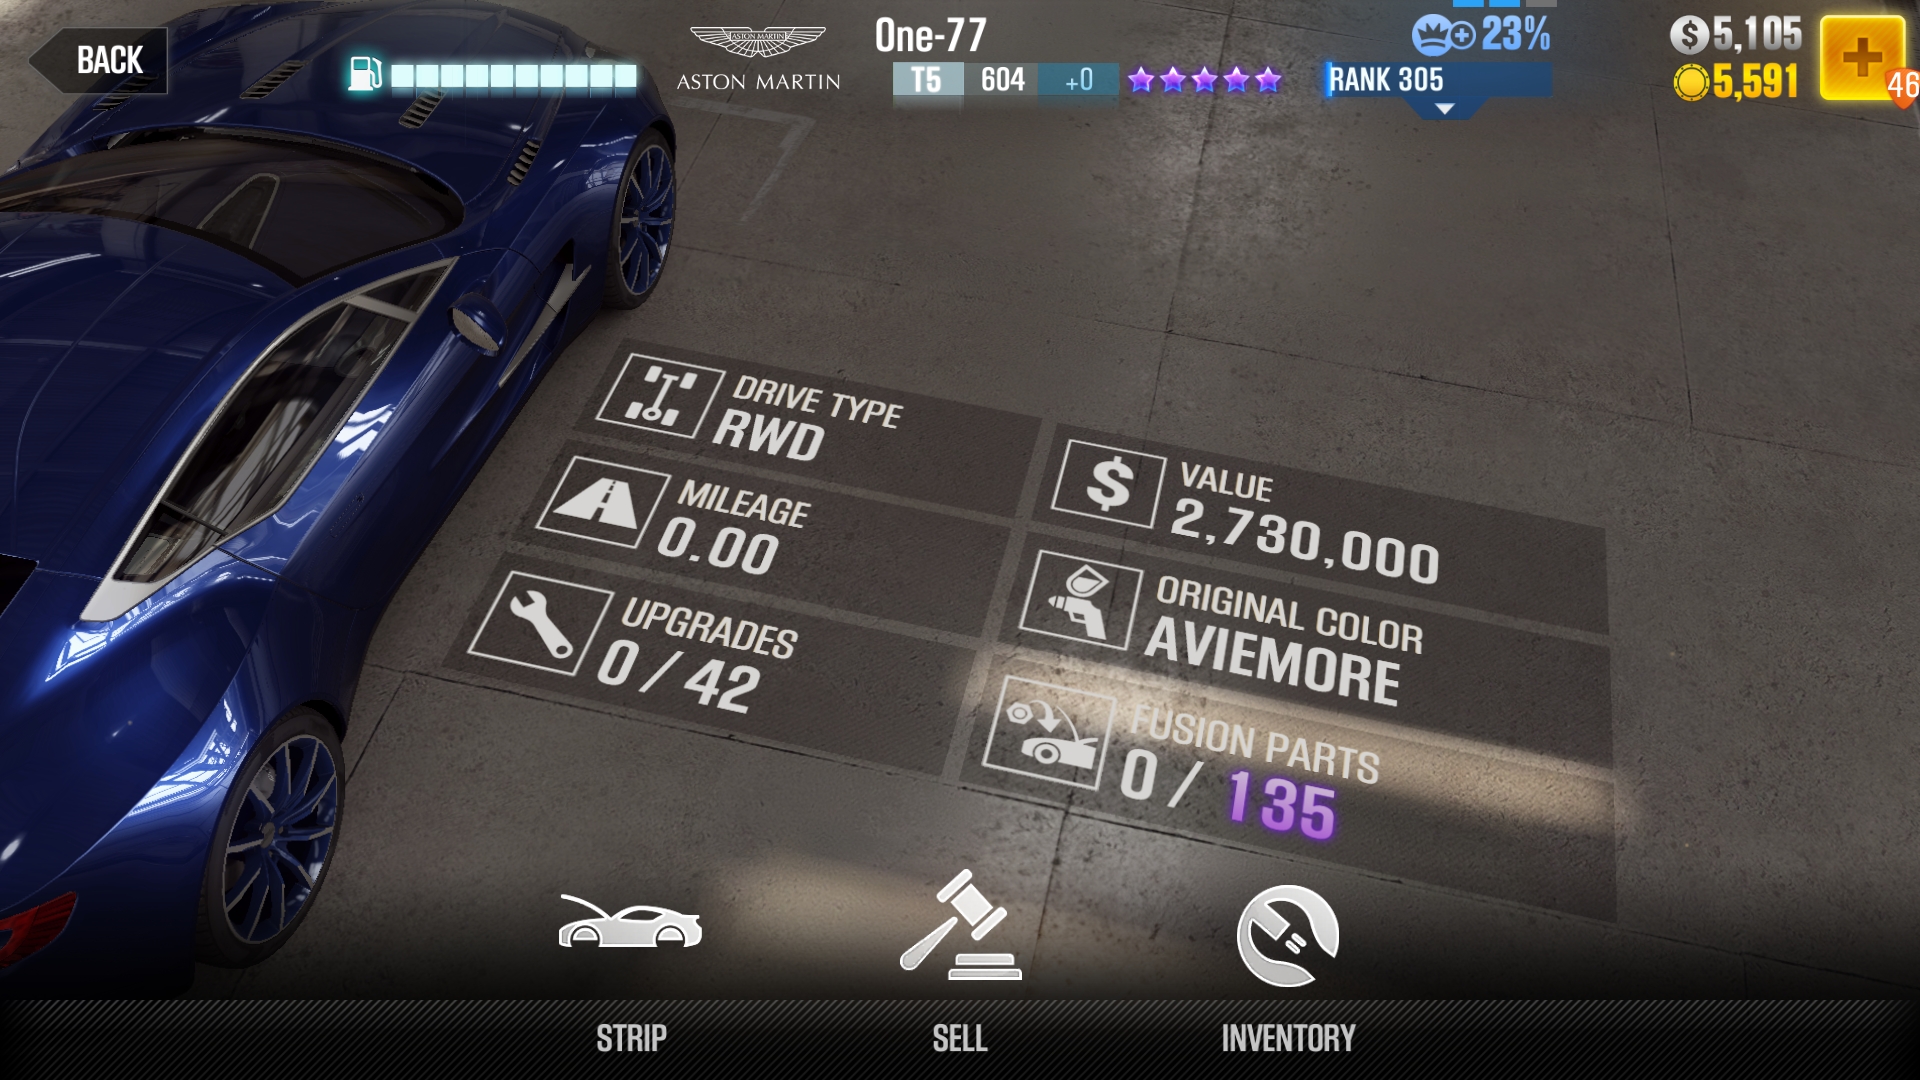 BACK
ASTON MARTIN
ASTON MARTIN
One-77
T5 604 +0
23%
RANK 305
$ 5,105
5,591
46
DRIVE TYPE
RWD
MILEAGE
0.00
UPGRADES
0 / 42
$ VALUE
2,730,000
ORIGINAL COLOR
AVIEMORE
FUSION PARTS
0 / 135
STRIP
SELL
INVENTORY